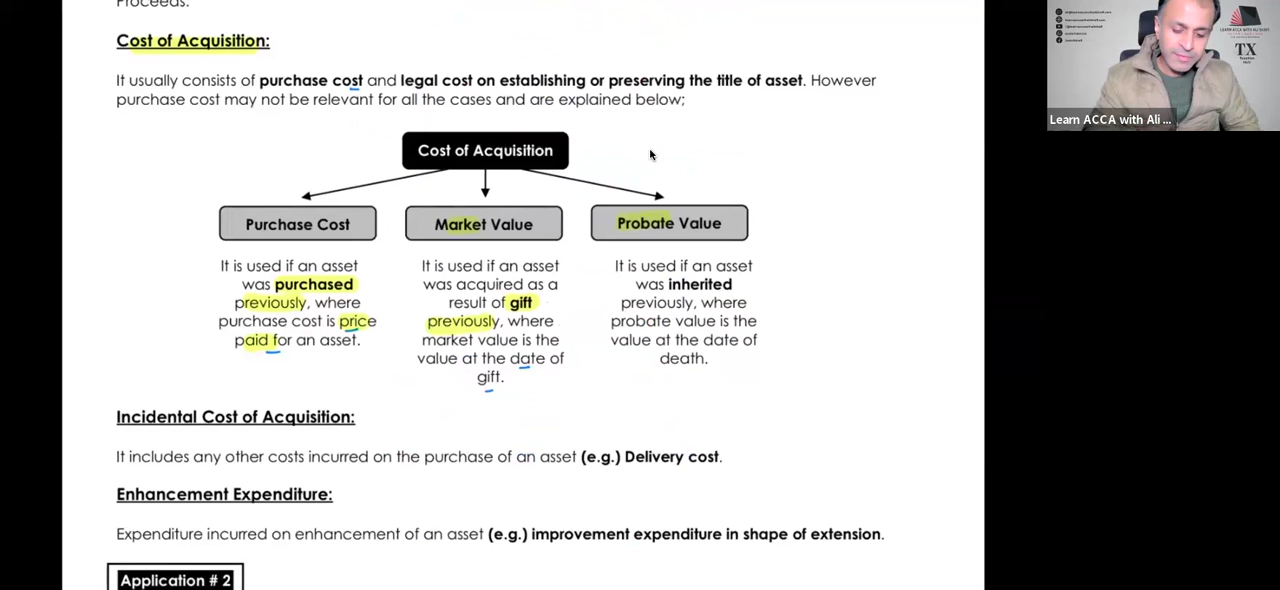 Proceeds.
Cost of Acquisition:
It usually consists of purchase cost and legal cost on establishing or preserving the title of asset. However
purchase cost may not be relevant for all the cases and are explained below;
Cost of Acquisition
Purchase Cost
It is used if an asset
was purchased
previously, where
purchase cost is price
paid for an asset.
Market Value
It is used if an asset
was acquired as a
result of gift
previously, where
market value is the
value at the date of
gift.
Probate Value
It is used if an asset
was inherited
previously, where
probate value is the
value at the date of
death.
Incidental Cost of Acquisition:
It includes any other costs incurred on the purchase of an asset (e.g.) Delivery cost.
Enhancement Expenditure:
Expenditure incurred on enhancement of an asset (e.g.) improvement expenditure in shape of extension.
Application # 2
LEARN ACCA WITH ALI
TX
Learn ACCA with Ali ...